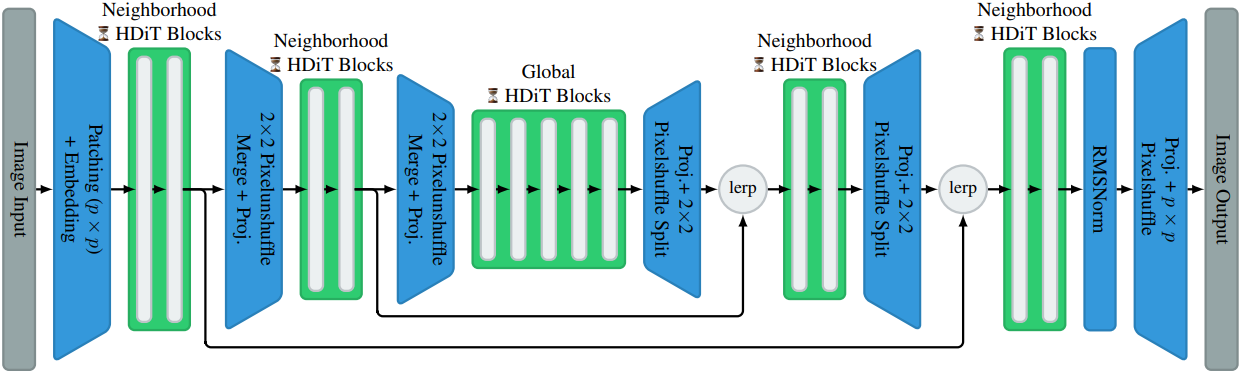 Image Input
Patching (p × p)
+ Embedding
Neighborhood
⌛ HDiT Blocks
2×2 Pixelunshuffle
Merge + Proj.
Neighborhood
⌛ HDiT Blocks
2×2 Pixelunshuffle
Merge + Proj.
Global
⌛ HDiT Blocks
Proj.+ 2×2
Pixelshuffle Split
lerp
Neighborhood
⌛ HDiT Blocks
Proj.+ 2×2
Pixelshuffle Split
lerp
Neighborhood
⌛ HDiT Blocks
RMSNorm
Proj. + p × p
Pixelshuffle
Image Output